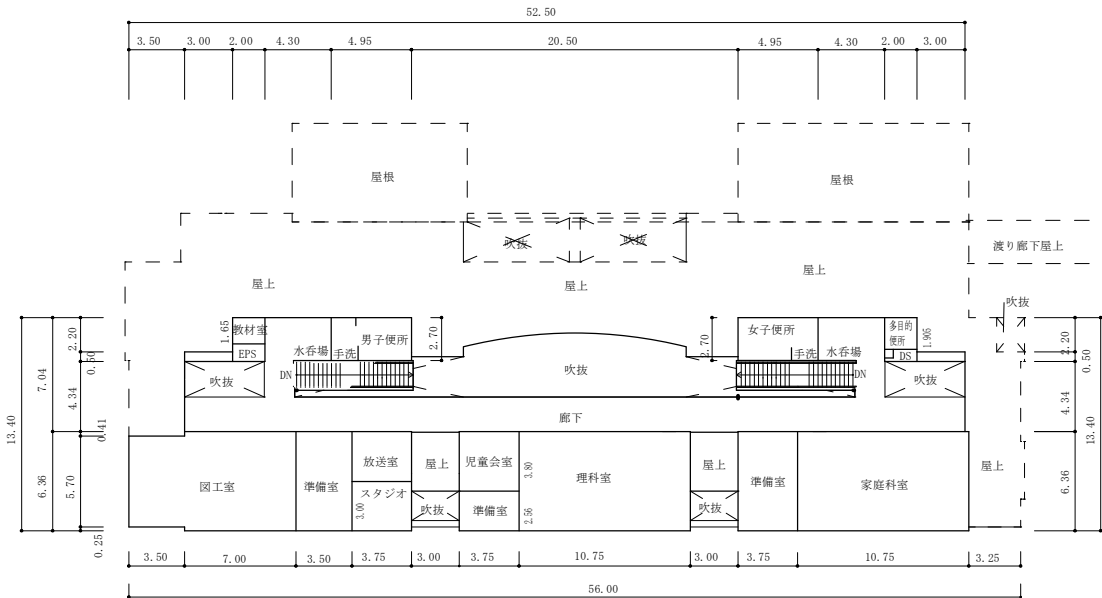 52.50
3.50 3.00 2.00 4.30 4.95 20.50 4.95 4.30 2.00 3.00
屋根 屋根
吹抜 吹抜 渡り廊下屋上
屋上 屋上 屋上
吹抜
教材室 男子便所 女子便所 多目的便所
1.65 2.70 2.70 1.905
EPS 水呑場 手洗 手洗 水呑場 DS
DN 吹抜 DN
吹抜 吹抜
廊下
2.20 0.50 7.04 4.34 13.40 0.41 6.36 5.70 0.25
2.20 0.50 4.34 13.40 6.36
放送室 屋上 児童会室 3.80 屋上 屋上
図工室 準備室 理科室 準備室 家庭科室
スタジオ 3.00 吹抜 準備室 2.56 吹抜
3.50 7.00 3.50 3.75 3.00 3.75 10.75 3.00 3.75 10.75 3.25
56.00